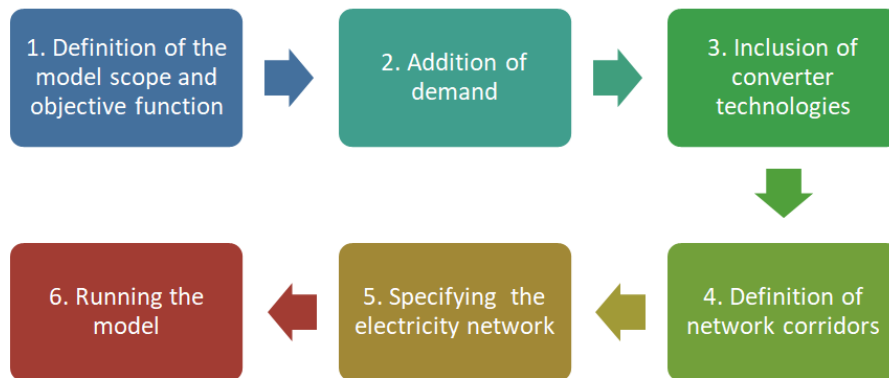 1. Definition of the
model scope and
objective function
2. Addition of
demand
3. Inclusion of
converter
technologies
4. Definition of
network corridors
5. Specifying the
electricity network
6. Running the
model